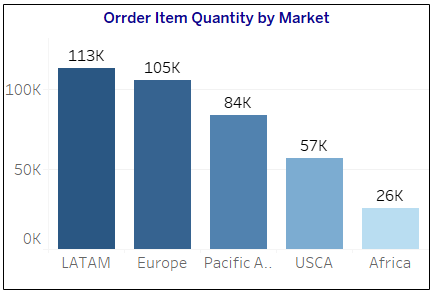 Orrder Item Quantity by Market
113K
105K
84K
57K
26K
100K
50K
0K
LATAM Europe Pacific A.. USCA Africa